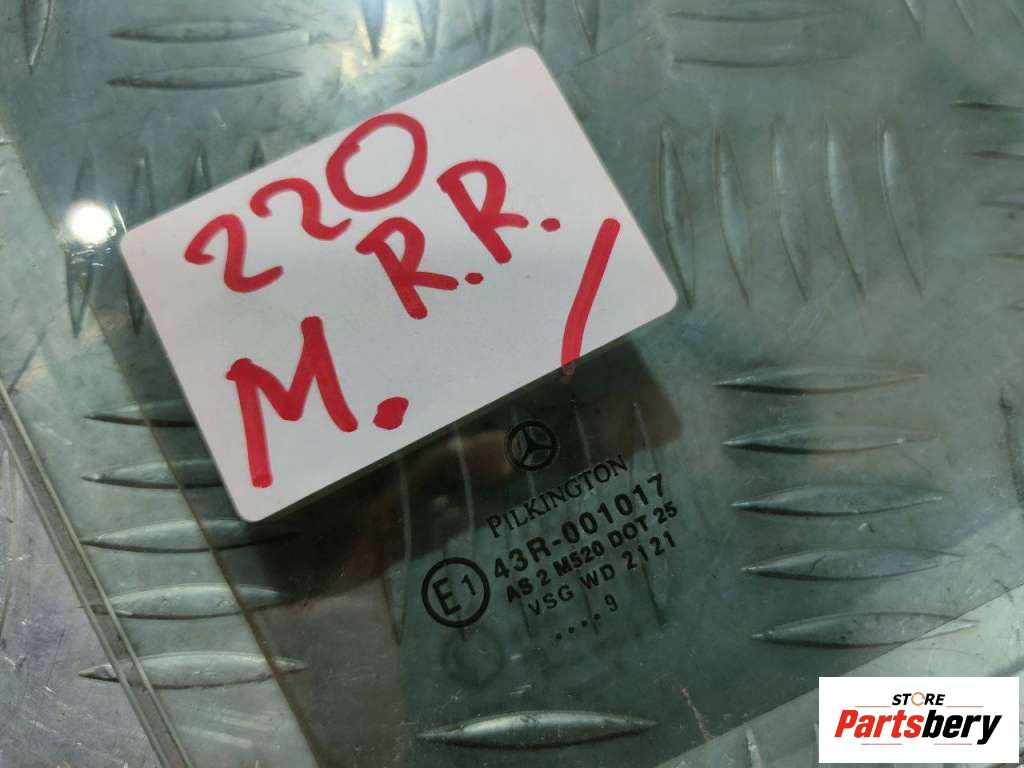 220
R.R.
M. /
PILKINGTON
43R-001017
E1
AS 2 M520 DOT 25
VSG WD 2121
....9
STORE
Partsbery